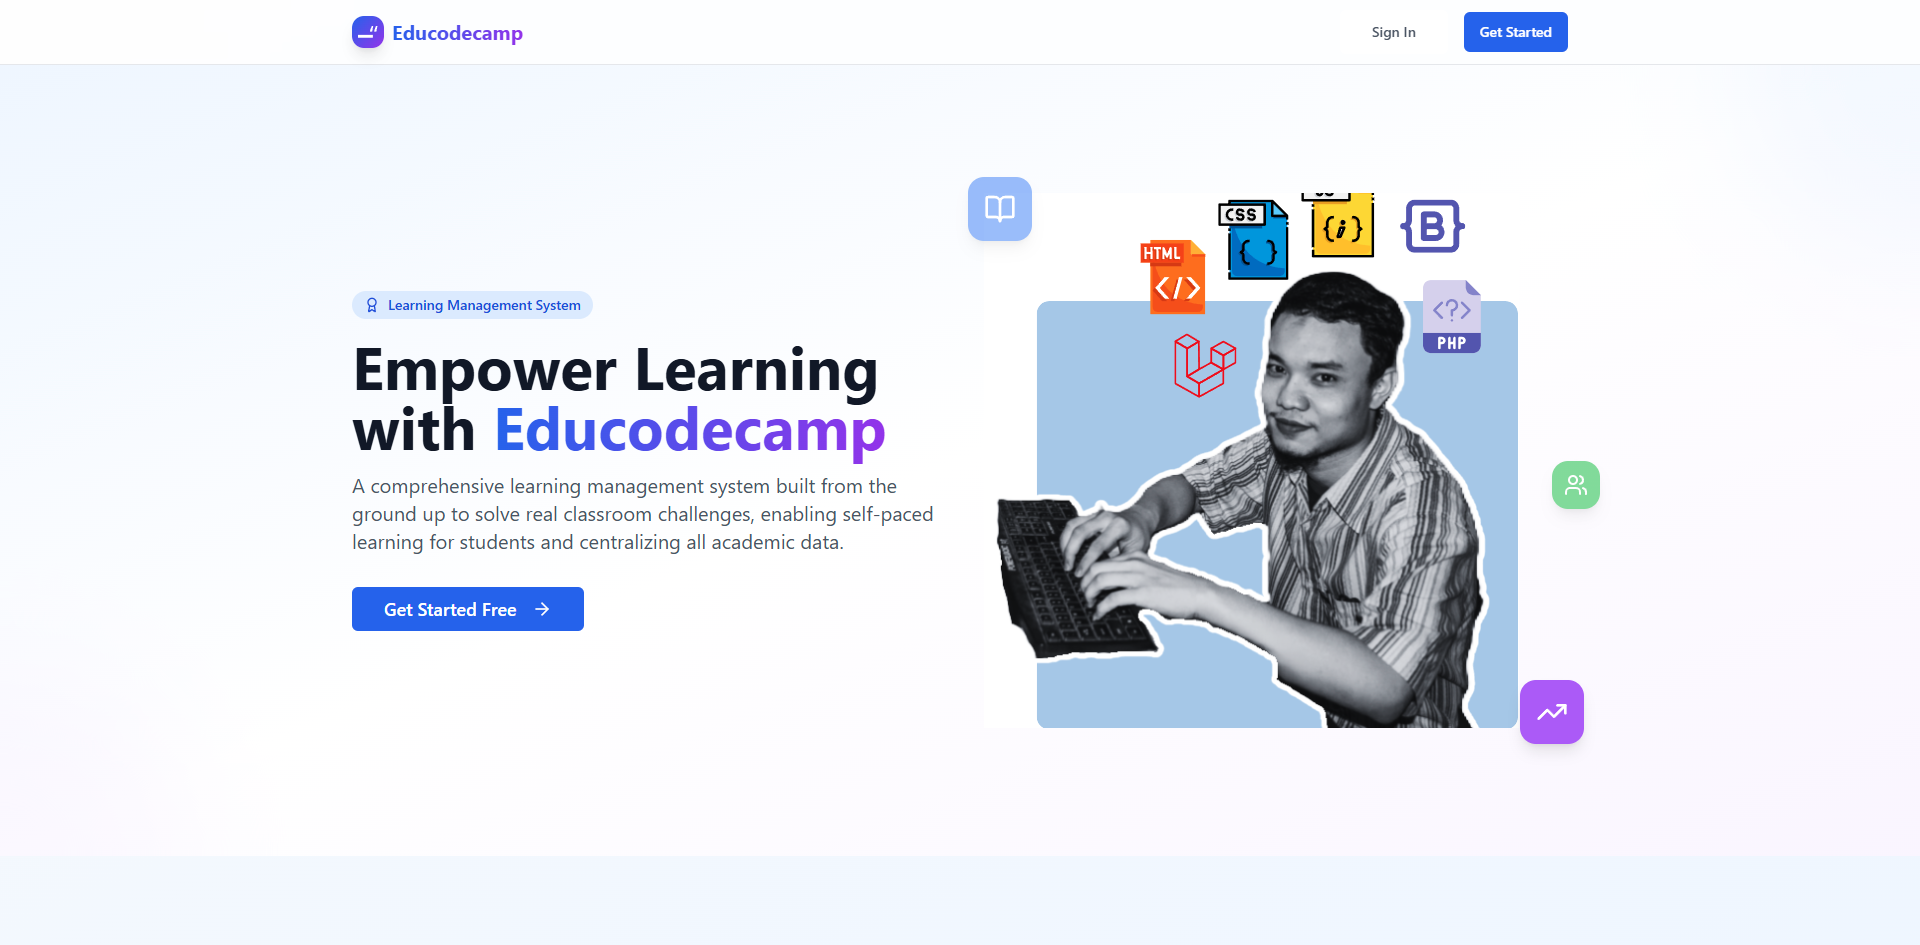 Educodecamp
Sign In
Get Started
Learning Management System
Empower Learning
with Educodecamp
A comprehensive learning management system built from the
ground up to solve real classroom challenges, enabling self-paced
learning for students and centralizing all academic data.
Get Started Free
HTML
</>
CSS
{ }
{i}
B
<?>
PHP